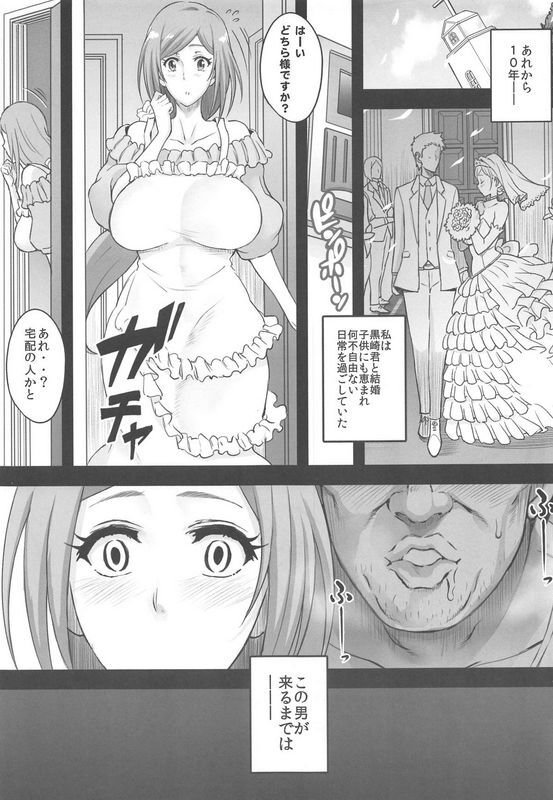 あれから
10年──
私は
黒崎君と結婚
子供にも恵まれ
何不自由ない
日常を過ごしていた
ピンポーン
はーい
どちら様ですか？
ガチャ
あれ・・？
宅配の人かと
ふーっ
ふーっ
この男が
来るまでは
───